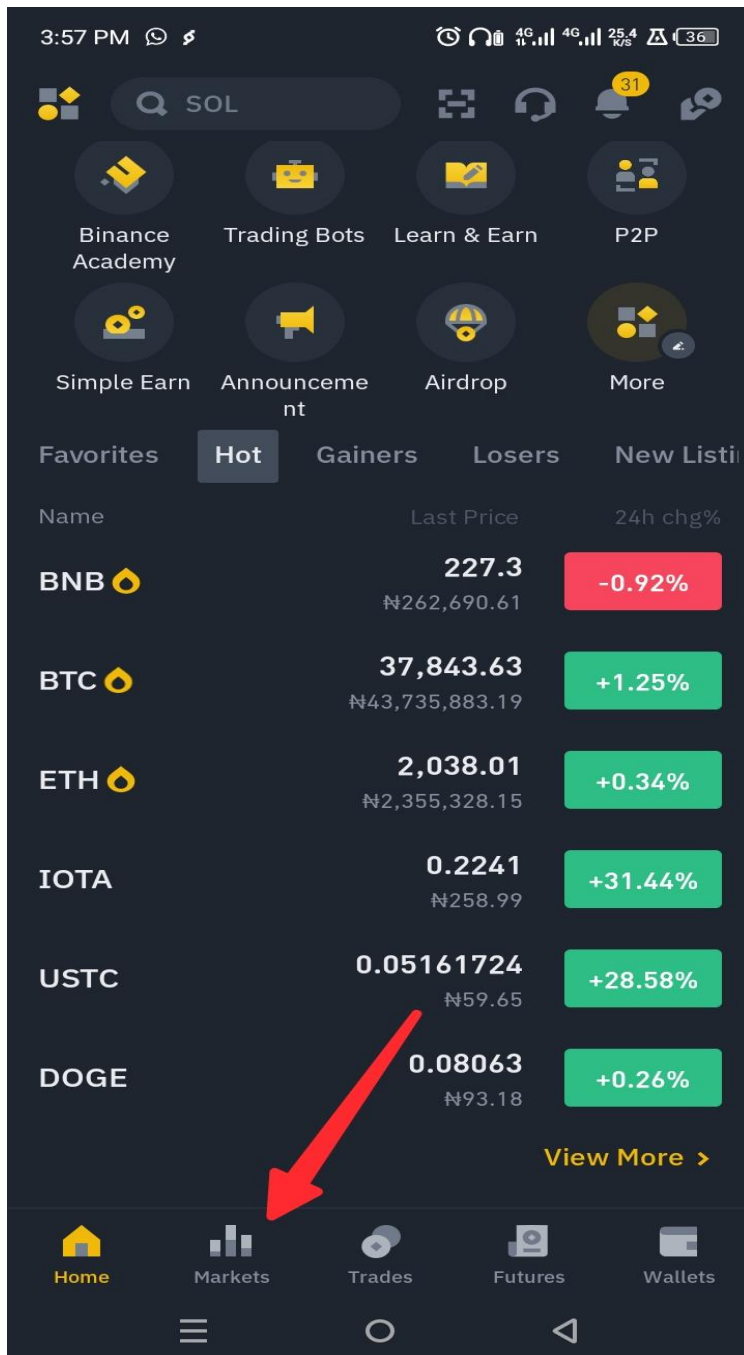 3:57 PM 4G 4G 25.4 K/S 36
SOL 31
Binance Academy
Trading Bots
Learn & Earn
P2P
Simple Earn
Announceme
nt
Airdrop
More
Favorites Hot Gainers Losers New Listi
Name Last Price 24h chg%
BNB 227.3 -0.92%
₦262,690.61
BTC 37,843.63 +1.25%
₦43,735,883.19
ETH 2,038.01 +0.34%
₦2,355,328.15
IOTA 0.2241 +31.44%
₦258.99
USTC 0.05161724 +28.58%
₦59.65
DOGE 0.08063 +0.26%
₦93.18
View More >
Home Markets Trades Futures Wallets